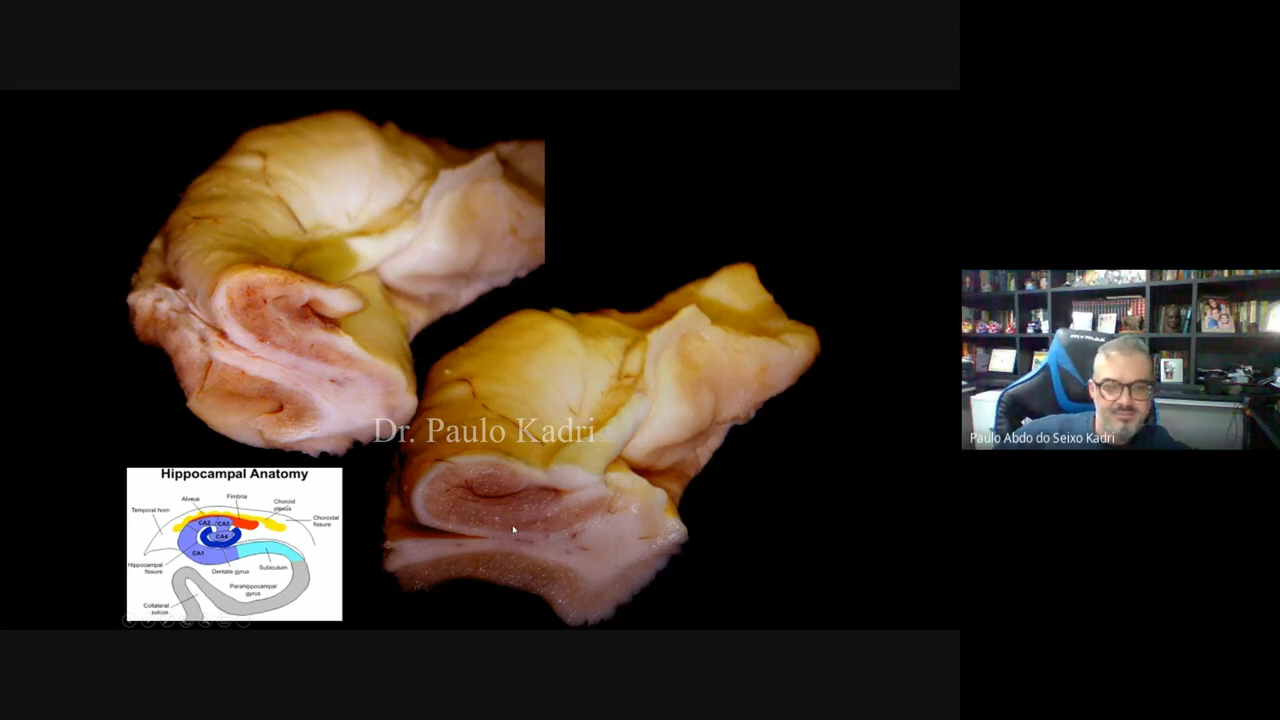 Dr. Paulo Kadri
Hippocampal Anatomy
Alveus
Fimbria
Choroid
plexus
Temporal horn
Choroidal
fissure
CA2
CA3
CA4
CA1
Hippocampal
fissure
Dentate gyrus
Subiculum
Parahippocampal
gyrus
Collateral
sulcus
MYMAX
Paulo Abdo do Seixo Kadri